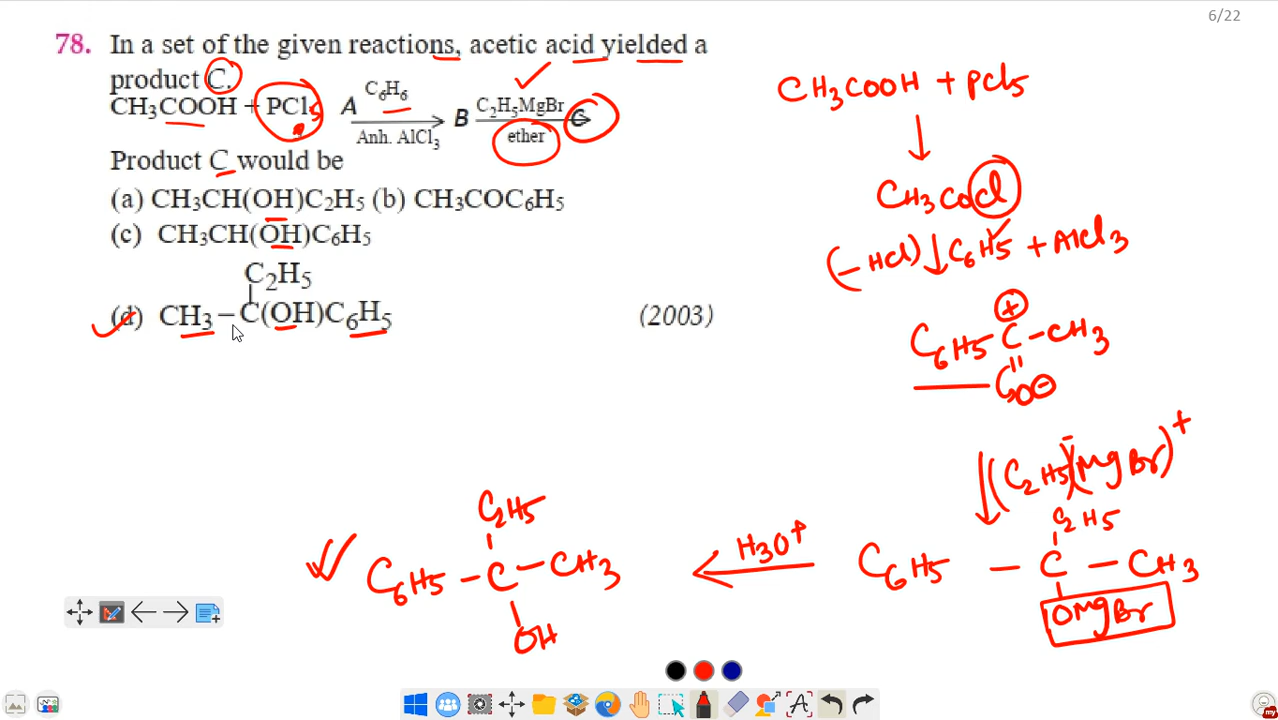 6/22
78. In a set of the given reactions, acetic acid yielded a
product C.
CH3COOH + PCl5 A C6H6 Anh. AlCl3 B C2H5MgBr ether C
Product C would be
(a) CH3CH(OH)C2H5 (b) CH3COC6H5
(c) CH3CH(OH)C6H5
C2H5
(d) CH3 – C(OH)C6H5 (2003)
CH3COOH + PCl5
CH3COCl
(– HCl) C6H5 + AlCl3
C6H5 C – CH3
+
O⊖
(C2H5)⁻(MgBr)+
C2H5
C6H5 — C — CH3
OMgBr
H3O+
C2H5
C6H5 – C – CH3
OH
A
my